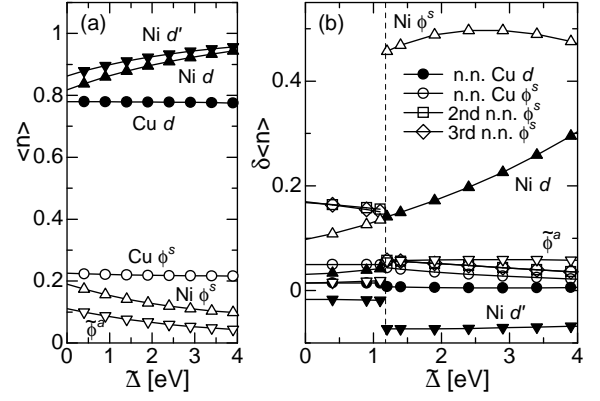 (a)
Ni d′
Ni d
Cu d
Cu ϕˢ
Ni ϕˢ
ϕ̃ᵃ
<n>
1
0.8
0.6
0.4
0.2
0
0 1 2 3 4
Δ̃ [eV]
(b)
Ni ϕˢ
n.n. Cu d
n.n. Cu ϕˢ
2nd n.n. ϕˢ
3rd n.n. ϕˢ
Ni d
ϕ̃ᵃ
Ni d′
δ<n>
0.4
0.2
0
0 1 2 3 4
Δ̃ [eV]